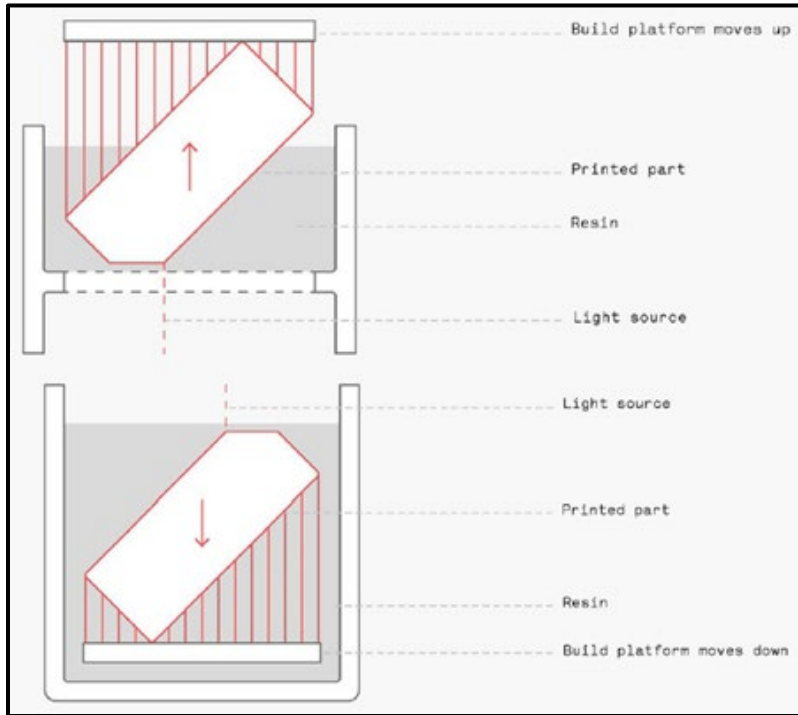 Build platform moves up
Printed part
Resin
Light source
Light source
Printed part
Resin
Build platform moves down